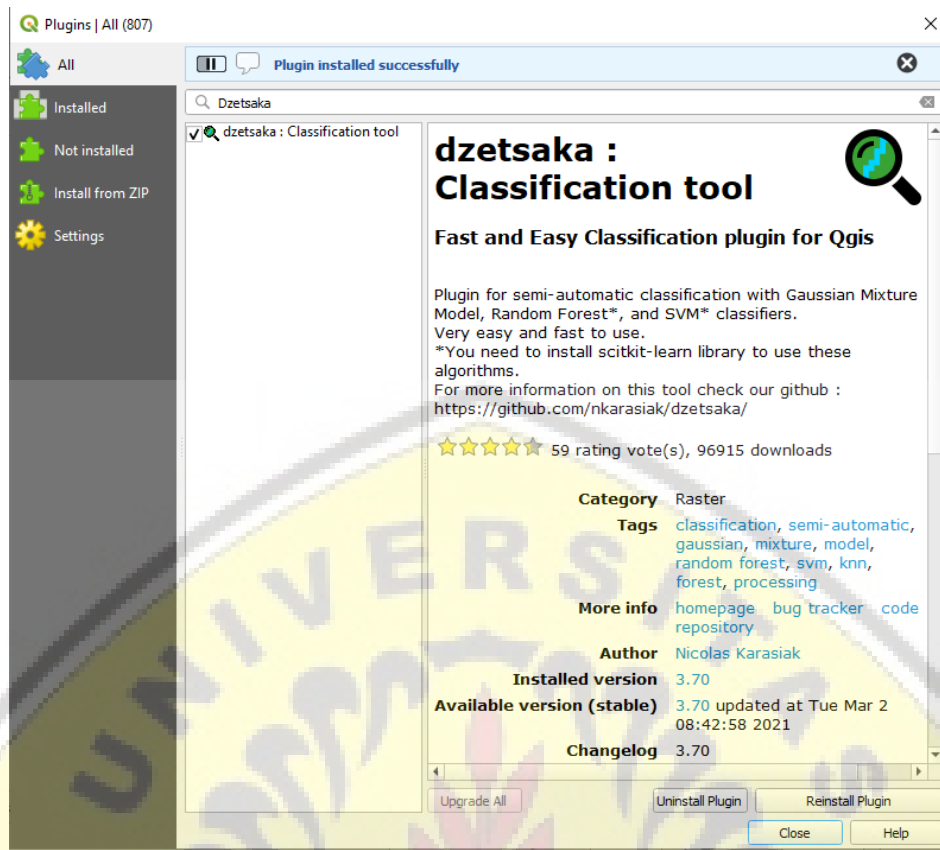 Plugins | All (807)
All
Plugin installed successfully
Installed
Not installed
Install from ZIP
Settings
Dzetsaka
dzetsaka : Classification tool
dzetsaka :
Classification tool
Fast and Easy Classification plugin for Qgis
Plugin for semi-automatic classification with Gaussian Mixture
Model, Random Forest*, and SVM* classifiers.
Very easy and fast to use.
*You need to install scitkit-learn library to use these
algorithms.
For more information on this tool check our github :
https://github.com/nkarasiak/dzetsaka/
59 rating vote(s), 96915 downloads
Category Raster
Tags classification, semi-automatic,
gaussian, mixture, model,
random forest, svm, knn,
forest, processing
More info homepage bug tracker code
repository
Author Nicolas Karasiak
Installed version 3.70
Available version (stable) 3.70 updated at Tue Mar 2
08:42:58 2021
Changelog 3.70
Upgrade All Uninstall Plugin Reinstall Plugin
Close Help
UNIVERSITAS